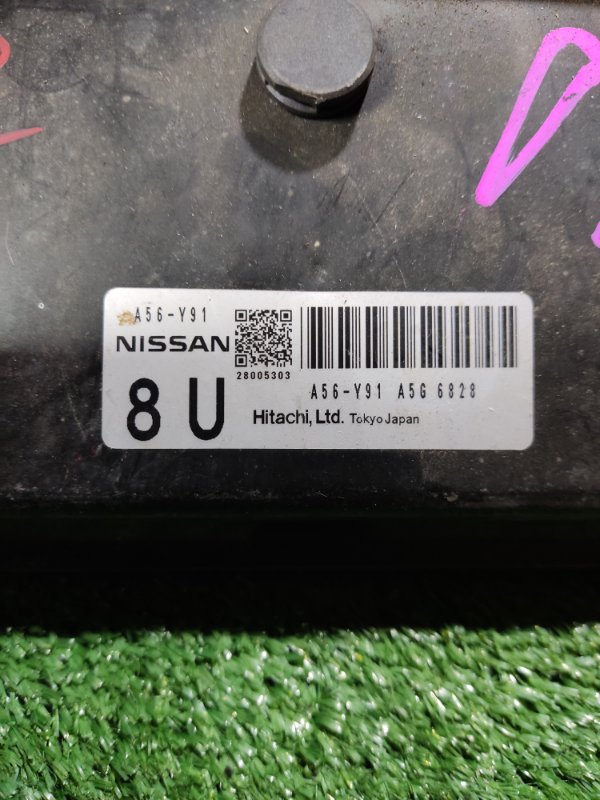 A56-Y91
NISSAN
28005303
A56-Y91 A5G 6828
8 U
Hitachi, Ltd. Tokyo Japan